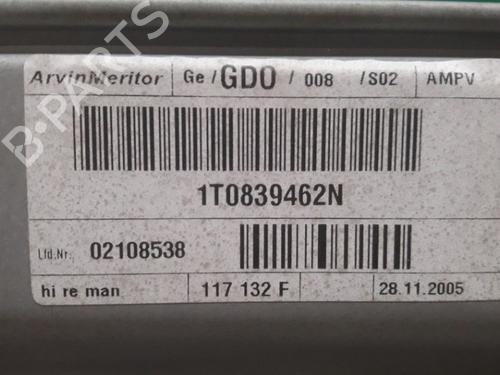 B-PARTS
ArvinMeritor Ge / GDO / 008 / S02 AMPV
1T0839462N
Lfd.Nr.: 02108538
hi re man 117 132 F 28.11.2005